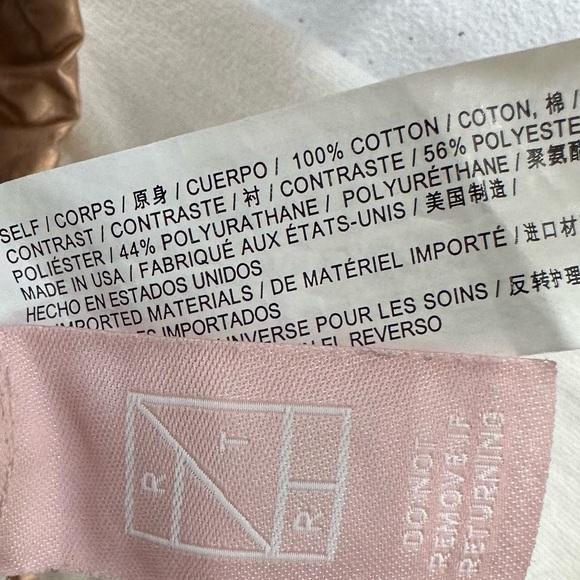 SELF / CORPS / 原身 / CUERPO / 100% COTTON / COTON, 棉 /
CONTRAST / CONTRASTE / 衬 / CONTRASTE / 56% POLYESTE
POLIÉSTER / 44% POLYURATHANE / POLYURÉTHANE / 聚氨酯
MADE IN USA / FABRIQUÉ AUX ÉTATS-UNIS / 美国制造 /
HECHO EN ESTADOS UNIDOS
IMPORTED MATERIALS / DE MATÉRIEL IMPORTÉ / 进口材
ES IMPORTADOS
INVERSE POUR LES SOINS / 反转护理
EL REVERSO
R T R
DO NOT
REMOVE IF
RETURNING